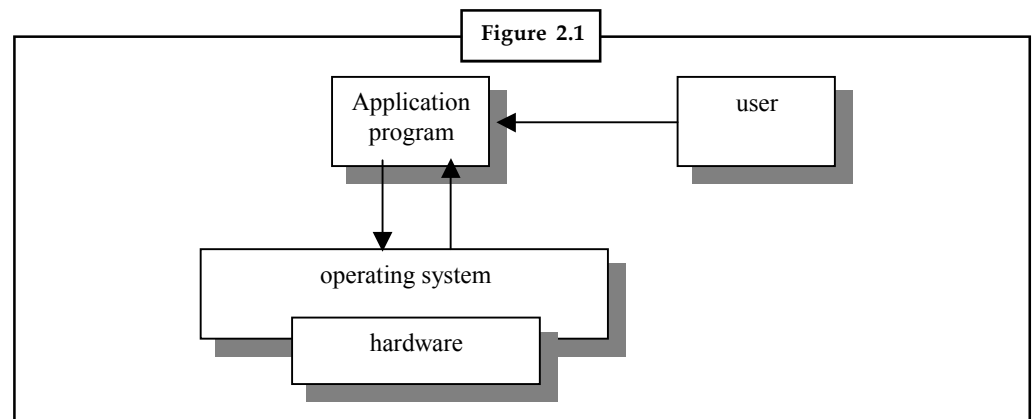 Figure 2.1
Application
program
user
operating system
hardware